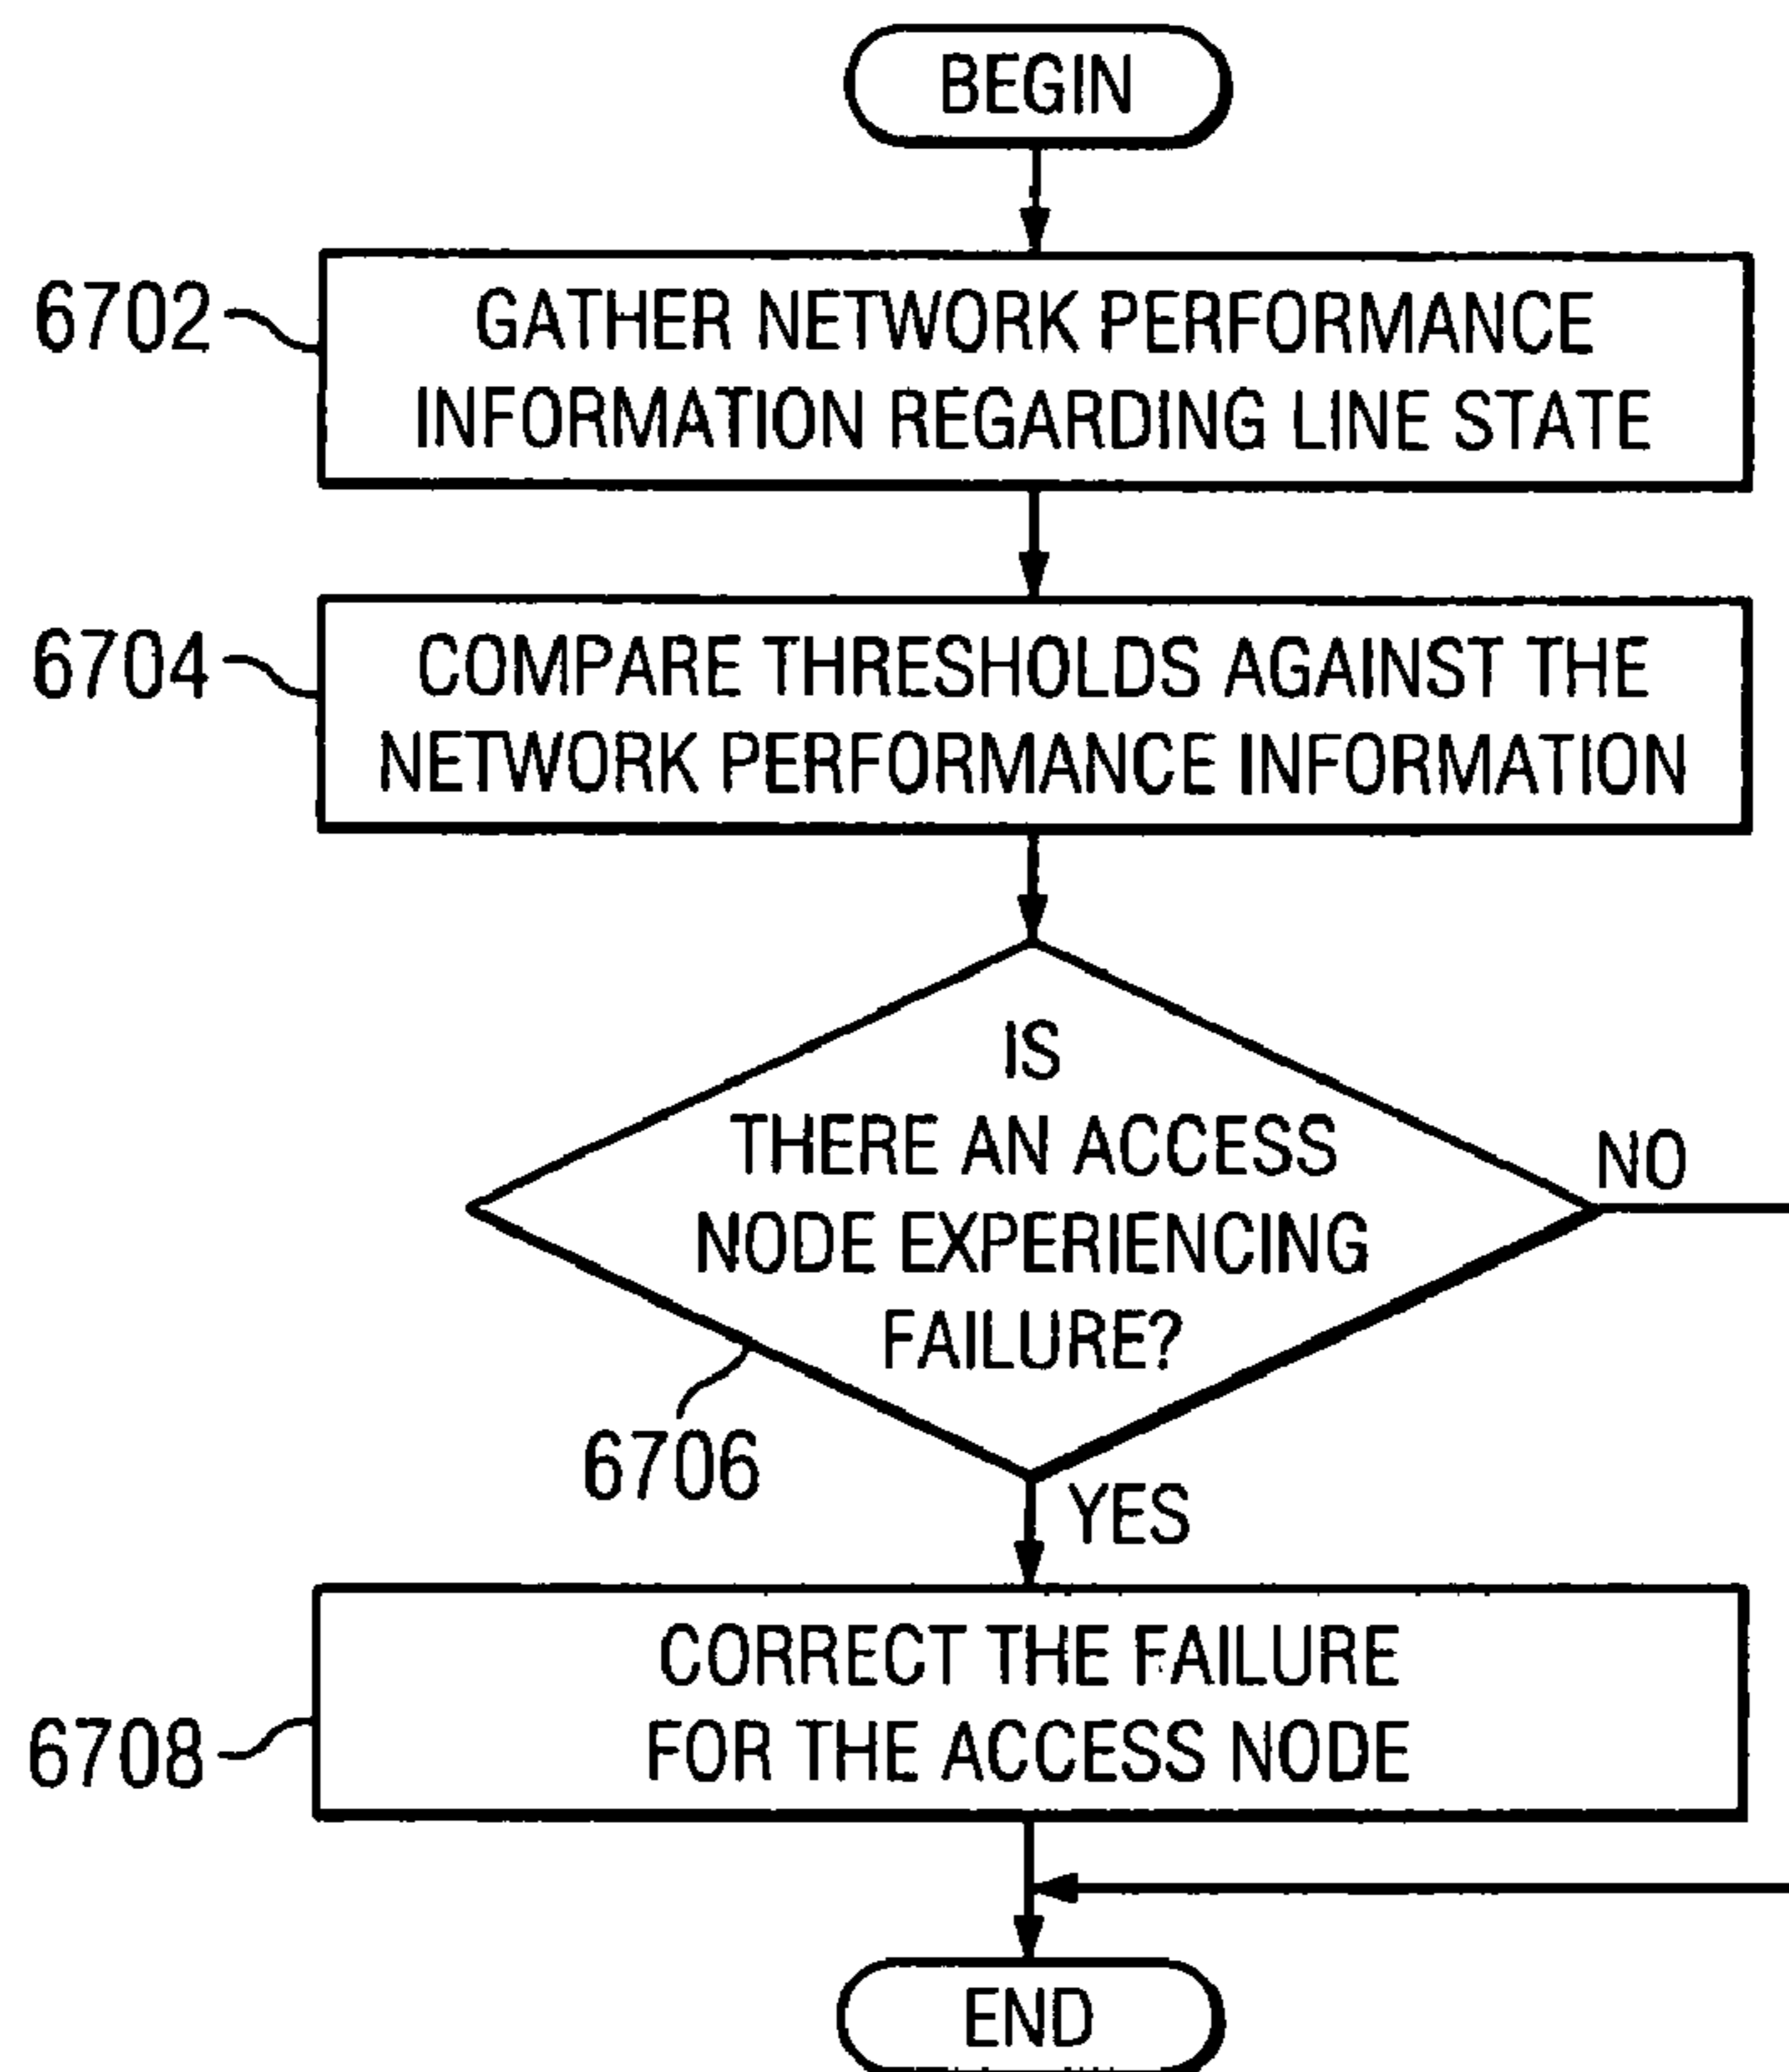 BEGIN
6702
GATHER NETWORK PERFORMANCE
INFORMATION REGARDING LINE STATE
6704
COMPARE THRESHOLDS AGAINST THE
NETWORK PERFORMANCE INFORMATION
IS
THERE AN ACCESS
NODE EXPERIENCING
FAILURE?
NO
6706
YES
6708
CORRECT THE FAILURE
FOR THE ACCESS NODE
END